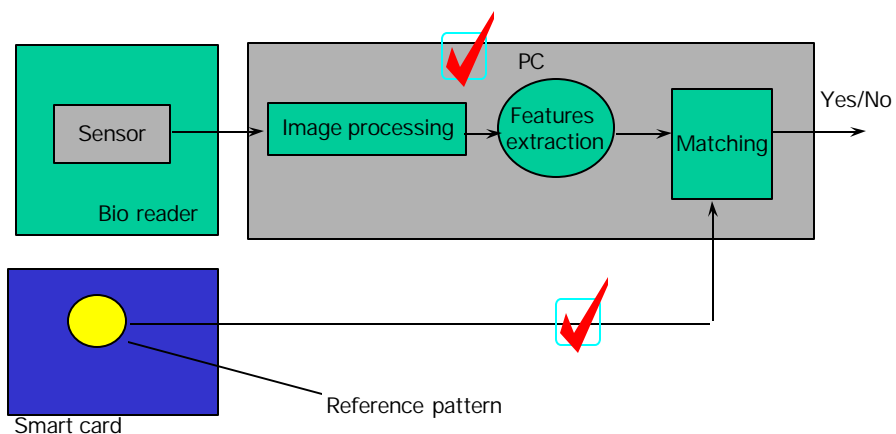 PC
Yes/No
Sensor
Image processing
Features
extraction
Matching
Bio reader
Reference pattern
Smart card